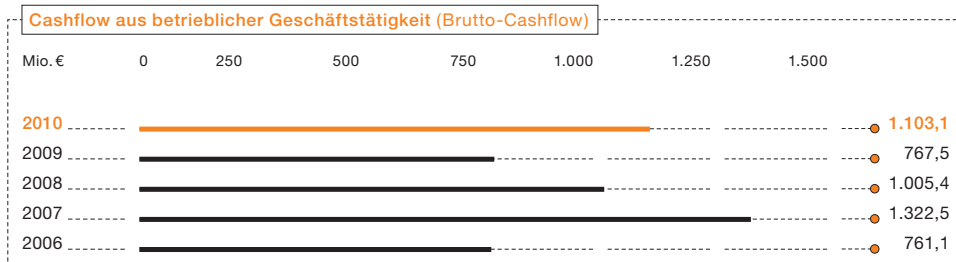 Cashflow aus betrieblicher Geschäftstätigkeit (Brutto-Cashflow)
Mio. € 0 250 500 750 1.000 1.250 1.500
2010 1.103,1
2009 767,5
2008 1.005,4
2007 1.322,5
2006 761,1